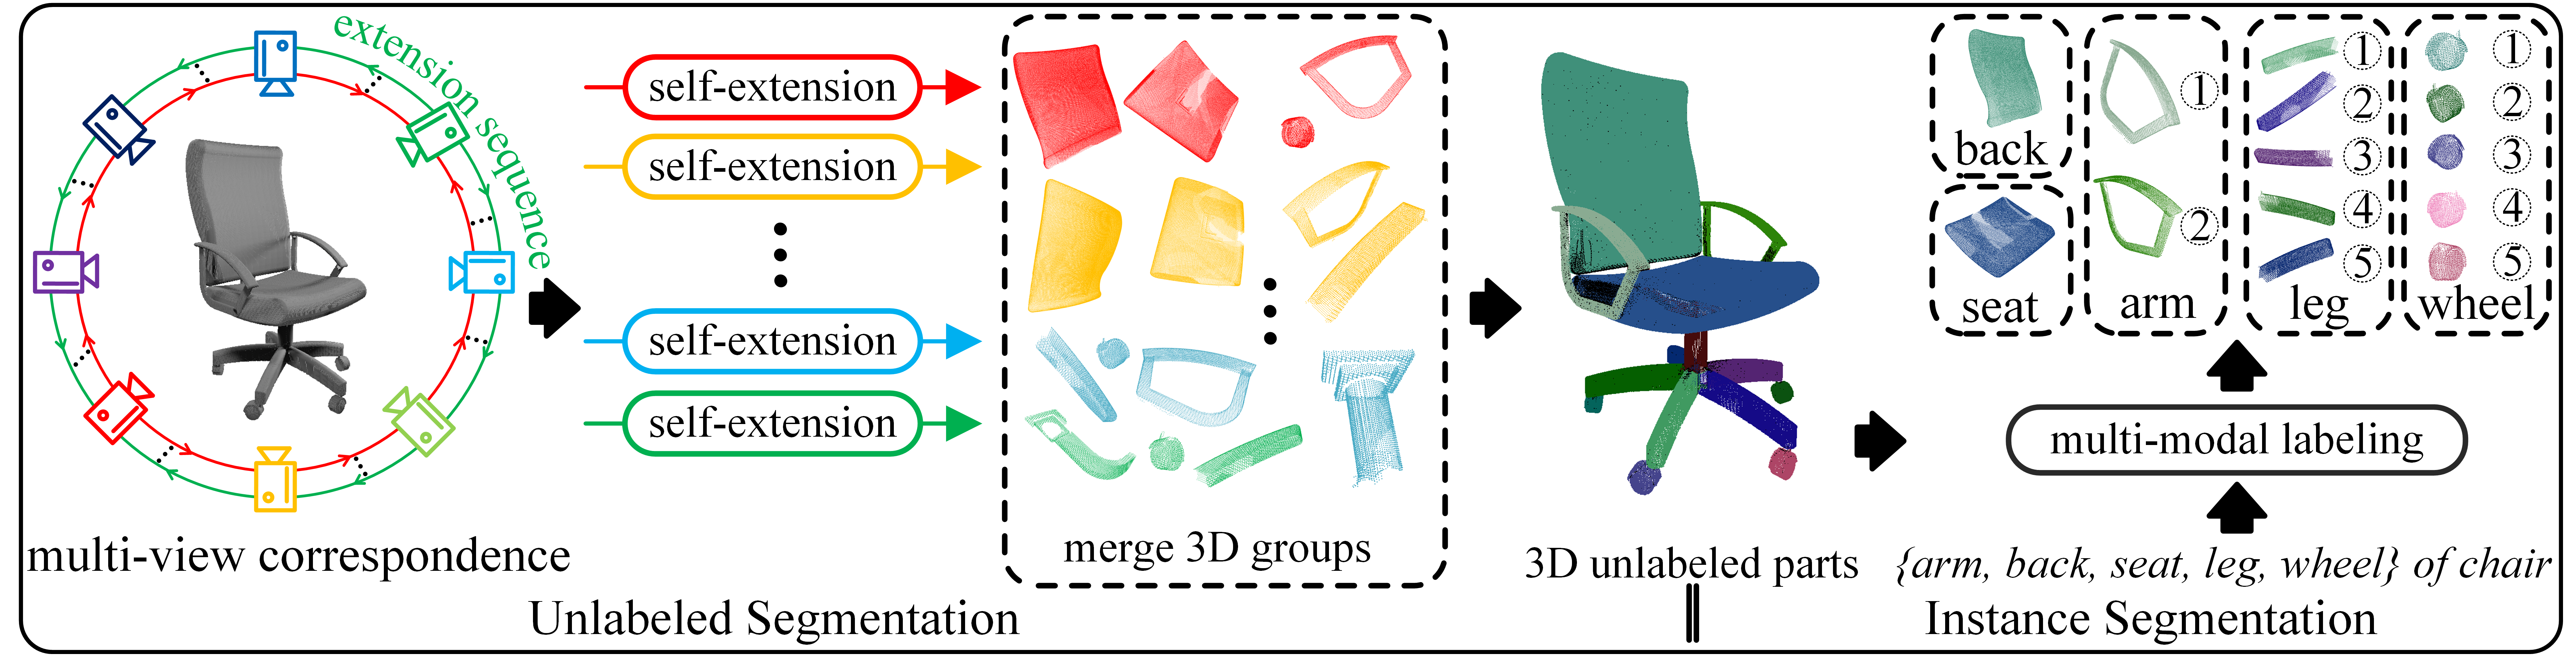 extension sequence
multi-view correspondence
self-extension
self-extension
self-extension
self-extension
merge 3D groups
Unlabeled Segmentation
3D unlabeled parts
back
seat
1
2
arm
1
2
3
4
5
leg
1
2
3
4
5
wheel
multi-modal labeling
{arm, back, seat, leg, wheel} of chair
Instance Segmentation